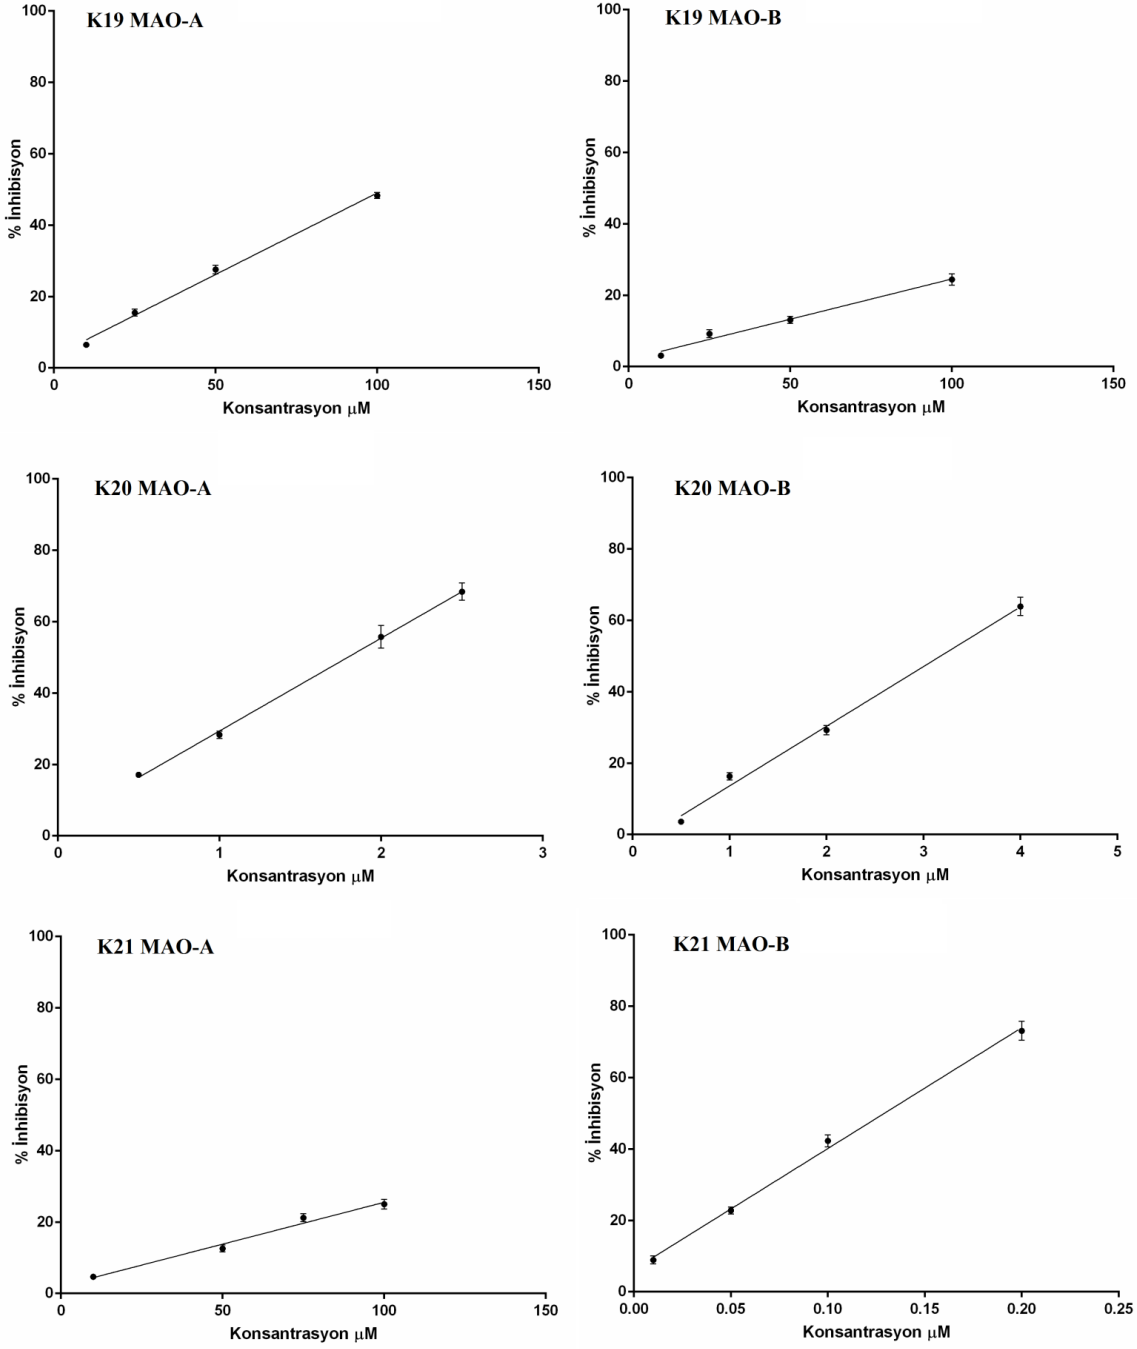 K19 MAO-A
100
80
60
40
20
0
% İnhibisyon
0 50 100 150
Konsantrasyon µM
K19 MAO-B
100
80
60
40
20
0
% İnhibisyon
0 50 100 150
Konsantrasyon µM
K20 MAO-A
100
80
60
40
20
0
% İnhibisyon
0 1 2 3
Konsantrasyon µM
K20 MAO-B
100
80
60
40
20
0
% İnhibisyon
0 1 2 3 4 5
Konsantrasyon µM
K21 MAO-A
100
80
60
40
20
0
% İnhibisyon
0 50 100 150
Konsantrasyon µM
K21 MAO-B
100
80
60
40
20
0
% İnhibisyon
0.00 0.05 0.10 0.15 0.20 0.25
Konsantrasyon µM